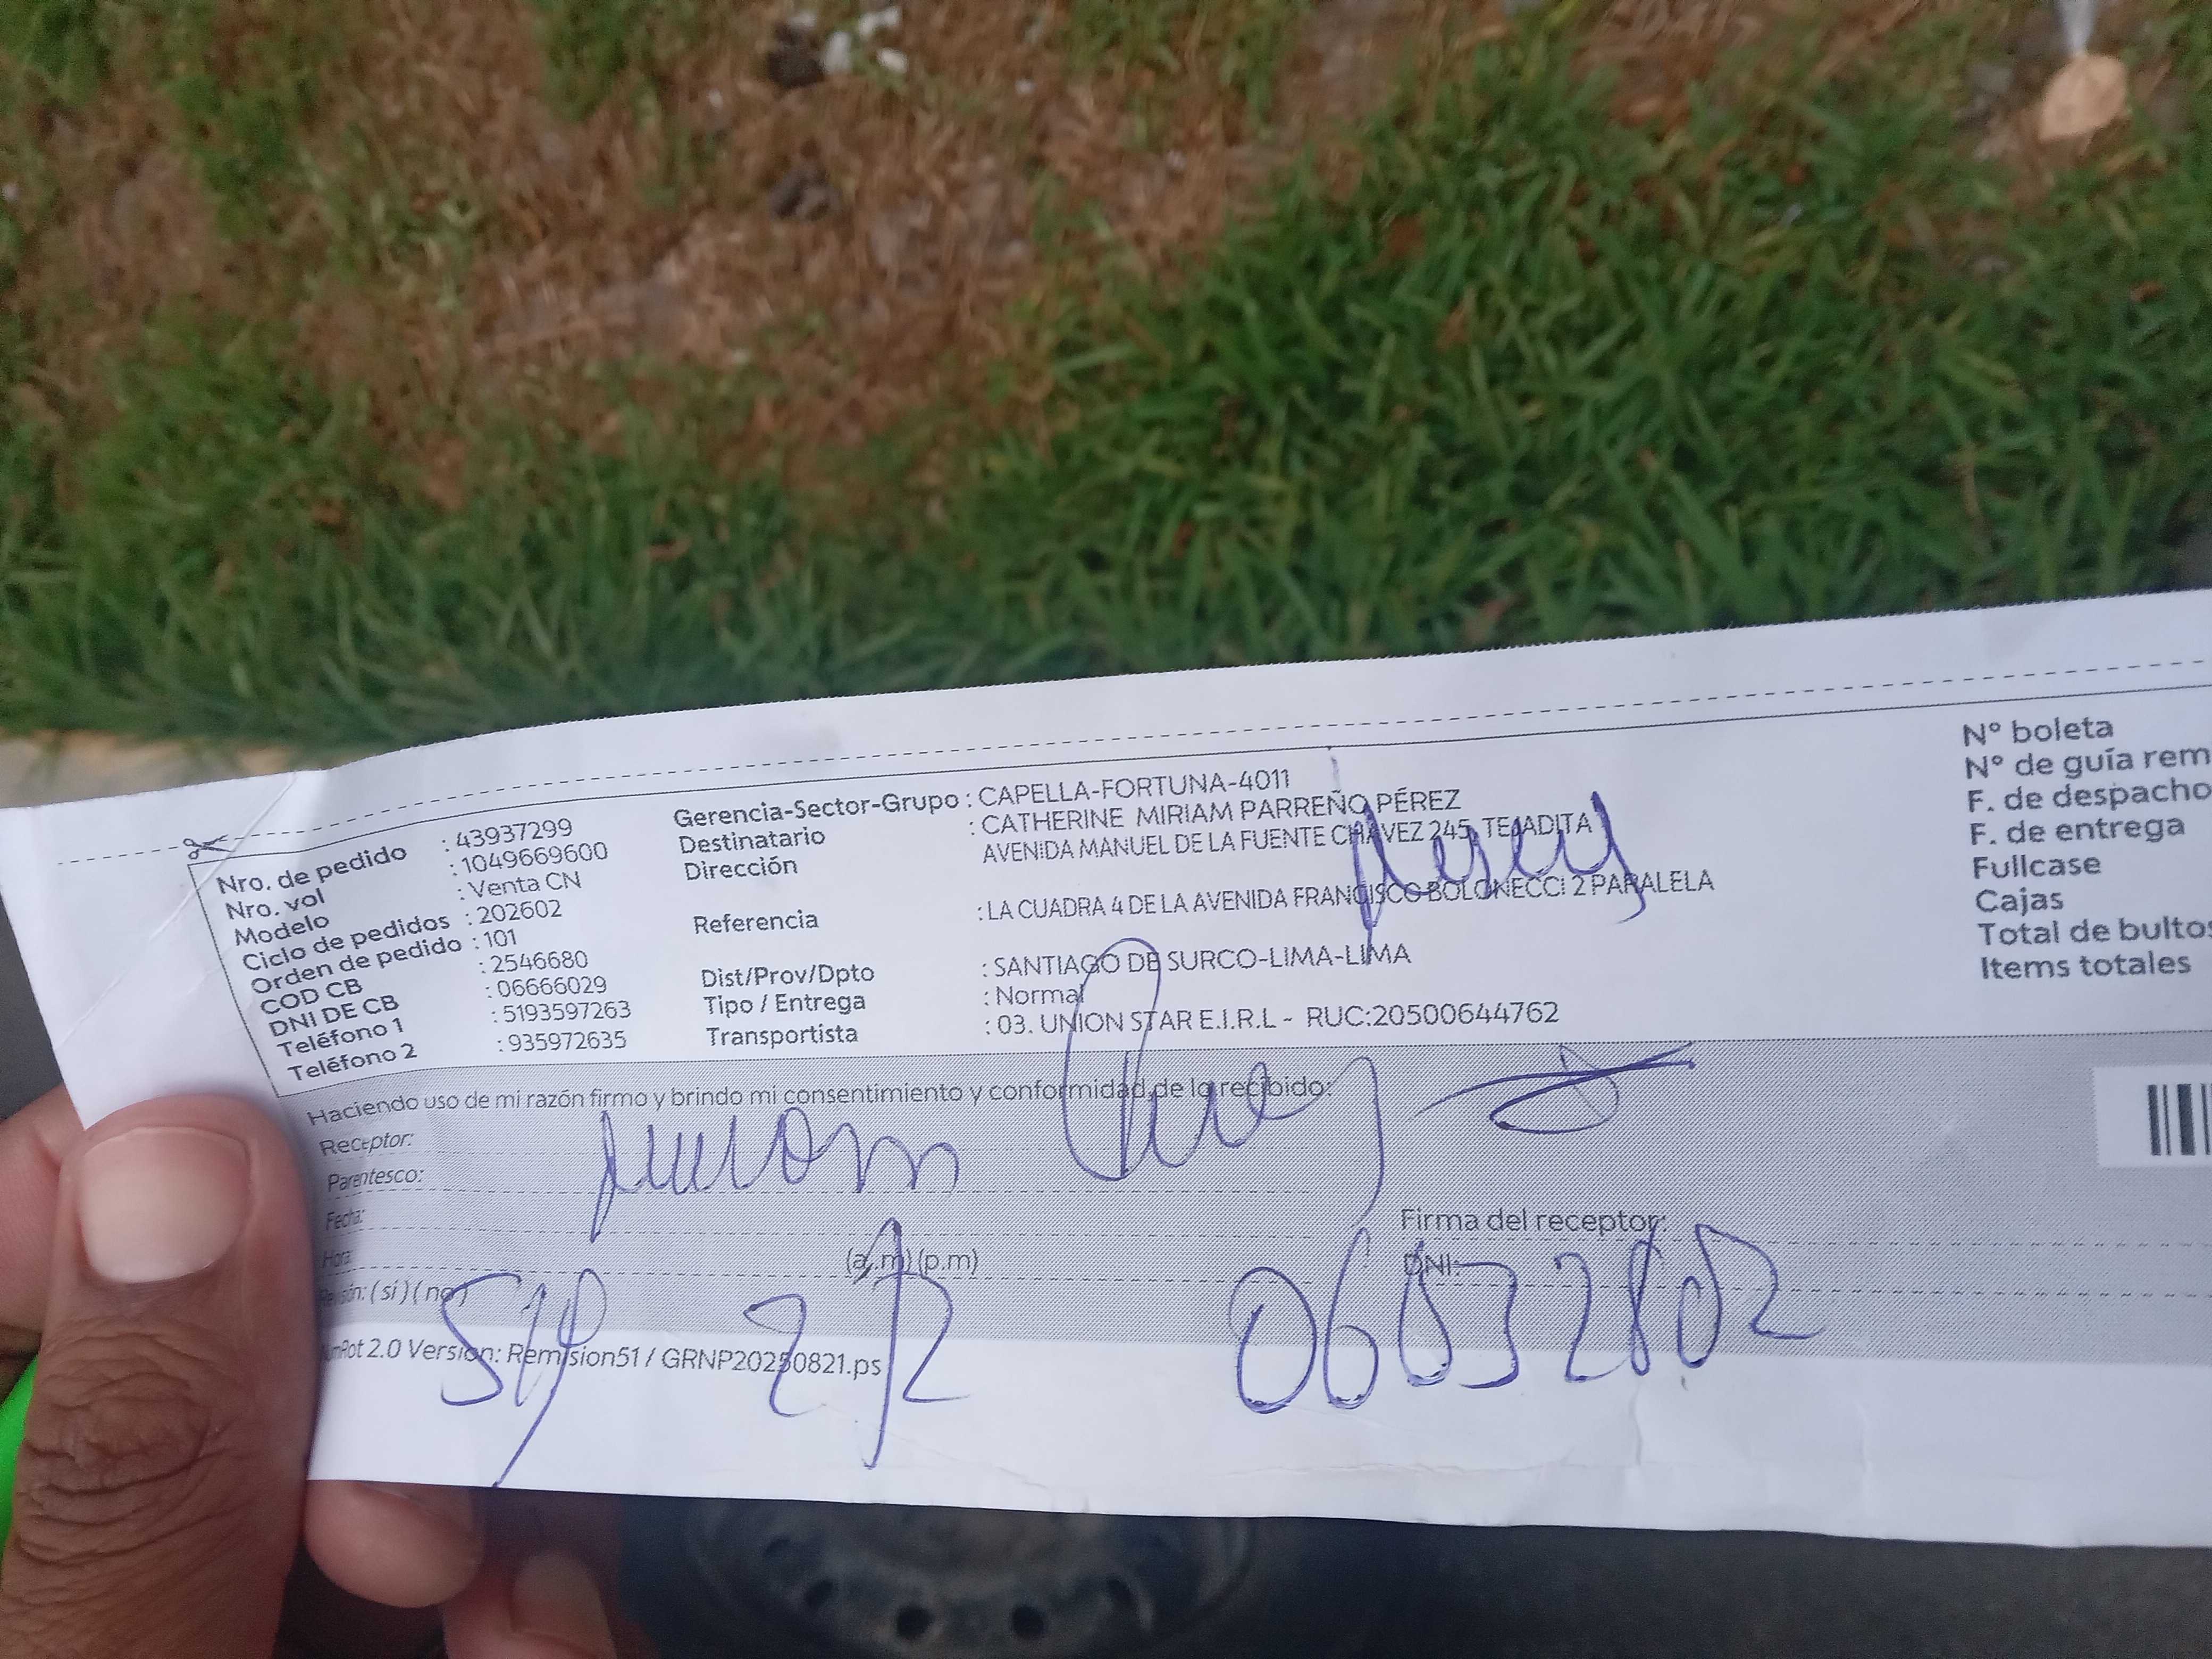 Nro. de pedido : 43937299
Nro. vol : 1049669600
Modelo : Venta CN
Ciclo de pedidos : 202602
Orden de pedido : 101
COD CB : 2546680
DNI DE CB : 06666029
Teléfono 1 : 5193597263
Teléfono 2 : 935972635
Gerencia-Sector-Grupo : CAPELLA-FORTUNA-4011
Destinatario : CATHERINE MIRIAM PARREÑO PÉREZ
Dirección AVENIDA MANUEL DE LA FUENTE CHAVEZ 245, TEJADITA
Referencia : LA CUADRA 4 DE LA AVENIDA FRANCISCO BOLONECCI 2 PARALELA
Dist/Prov/Dpto : SANTIAGO DE SURCO-LIMA-LIMA
Tipo / Entrega : Normal
Transportista : 03. UNION STAR E.I.R.L - RUC:20500644762
N° boleta
N° de guía rem
F. de despacho
F. de entrega
Fullcase
Cajas
Total de bultos
Items totales
Haciendo uso de mi razón firmo y brindo mi consentimiento y conformidad de lo recibido:
Receptor:
Parentesco:
Fecha:
Hora: (a.m) (p.m)
Revisión: ( si ) ( no )
Firma del receptor:
DNI:
2.0 Version: Remision51 / GRNP20250821.ps